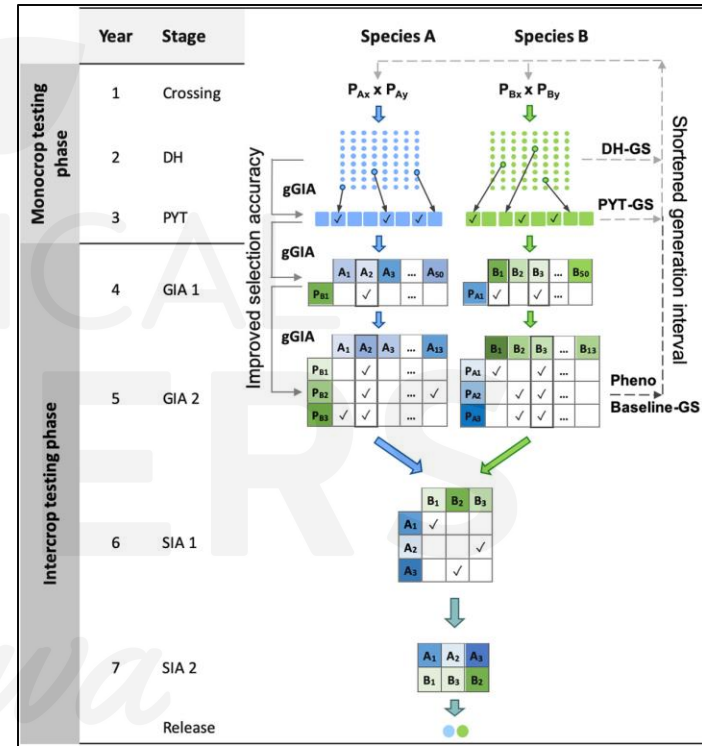 Year Stage Species A Species B
Monocrop testing phase
1 Crossing PAx x PAy PBx x PBy
2 DH DH-GS
gGIA
3 PYT ✓ ✓ ✓ ✓ ✓ ✓ PYT-GS
Improved selection accuracy
Shortened generation interval
Intercrop testing phase
gGIA
A1 A2 A3 ... A50 B1 B2 B3 ... B50
4 GIA 1 PB1 ✓ ... PA1 ✓ ✓ ...
gGIA
A1 A2 A3 ... A13 B1 B2 B3 ... B13
PB1 ✓ ... PA1 ✓ ✓ ...
5 GIA 2 PB2 ✓ ... ✓ PA2 ✓ ✓ ...
PB3 ✓ ✓ ... PA3 ✓ ✓ ...
Pheno
Baseline-GS
B1 B2 B3
A1 ✓
6 SIA 1 A2 ✓
A3 ✓
7 SIA 2 A1 A2 A3
B1 B3 B2
Release
ICAL
ERS
wa